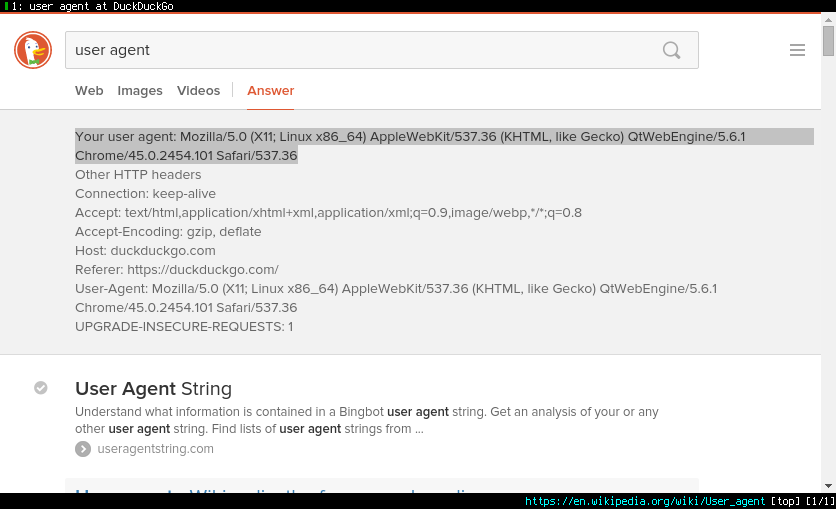 1: user agent at DuckDuckGo
user agent
Web Images Videos Answer
Your user agent: Mozilla/5.0 (X11; Linux x86_64) AppleWebKit/537.36 (KHTML, like Gecko) QtWebEngine/5.6.1
Chrome/45.0.2454.101 Safari/537.36
Other HTTP headers
Connection: keep-alive
Accept: text/html,application/xhtml+xml,application/xml;q=0.9,image/webp,*/*;q=0.8
Accept-Encoding: gzip, deflate
Host: duckduckgo.com
Referer: https://duckduckgo.com/
User-Agent: Mozilla/5.0 (X11; Linux x86_64) AppleWebKit/537.36 (KHTML, like Gecko) QtWebEngine/5.6.1
Chrome/45.0.2454.101 Safari/537.36
UPGRADE-INSECURE-REQUESTS: 1
User Agent String
Understand what information is contained in a Bingbot user agent string. Get an analysis of your or any
other user agent string. Find lists of user agent strings from ...
useragentstring.com
https://en.wikipedia.org/wiki/User_agent [top] [1/1]